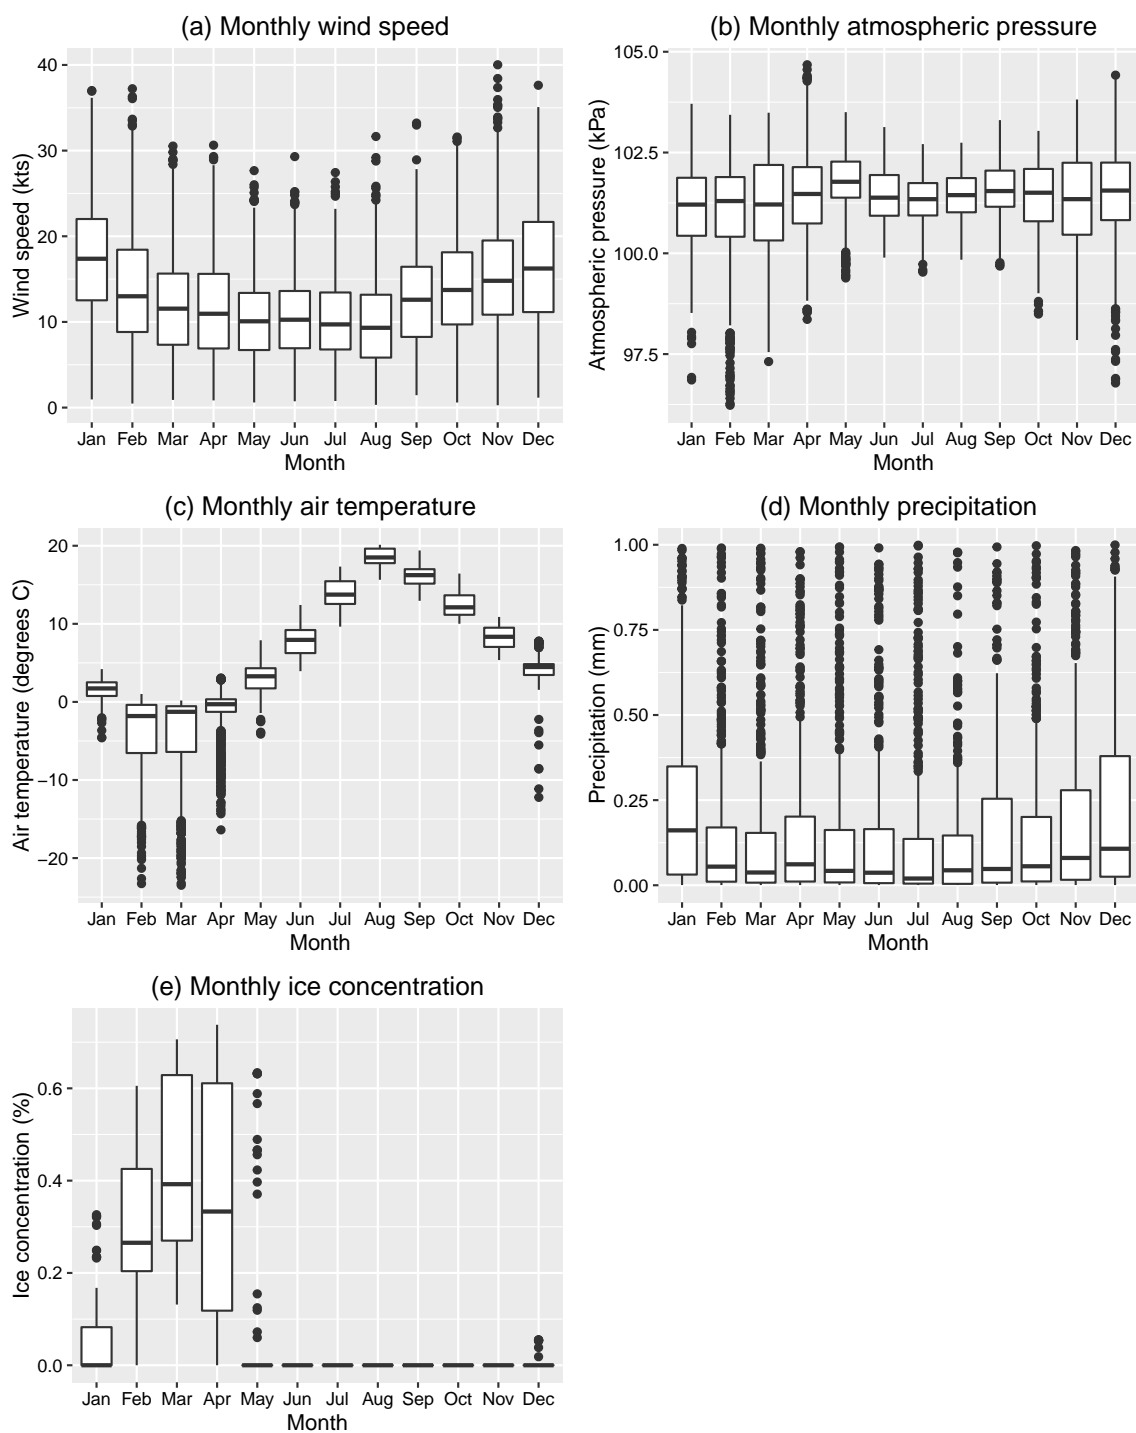 (a) Monthly wind speed
Wind speed (kts)
40
30
20
10
0
Jan Feb Mar Apr May Jun Jul Aug Sep Oct Nov Dec
Month
(b) Monthly atmospheric pressure
Atmospheric pressure (kPa)
105.0
102.5
100.0
97.5
Jan Feb Mar Apr May Jun Jul Aug Sep Oct Nov Dec
Month
(c) Monthly air temperature
Air temperature (degrees C)
20
10
0
−10
−20
Jan Feb Mar Apr May Jun Jul Aug Sep Oct Nov Dec
Month
(d) Monthly precipitation
Precipitation (mm)
1.00
0.75
0.50
0.25
0.00
Jan Feb Mar Apr May Jun Jul Aug Sep Oct Nov Dec
Month
(e) Monthly ice concentration
Ice concentration (%)
0.6
0.4
0.2
0.0
Jan Feb Mar Apr May Jun Jul Aug Sep Oct Nov Dec
Month